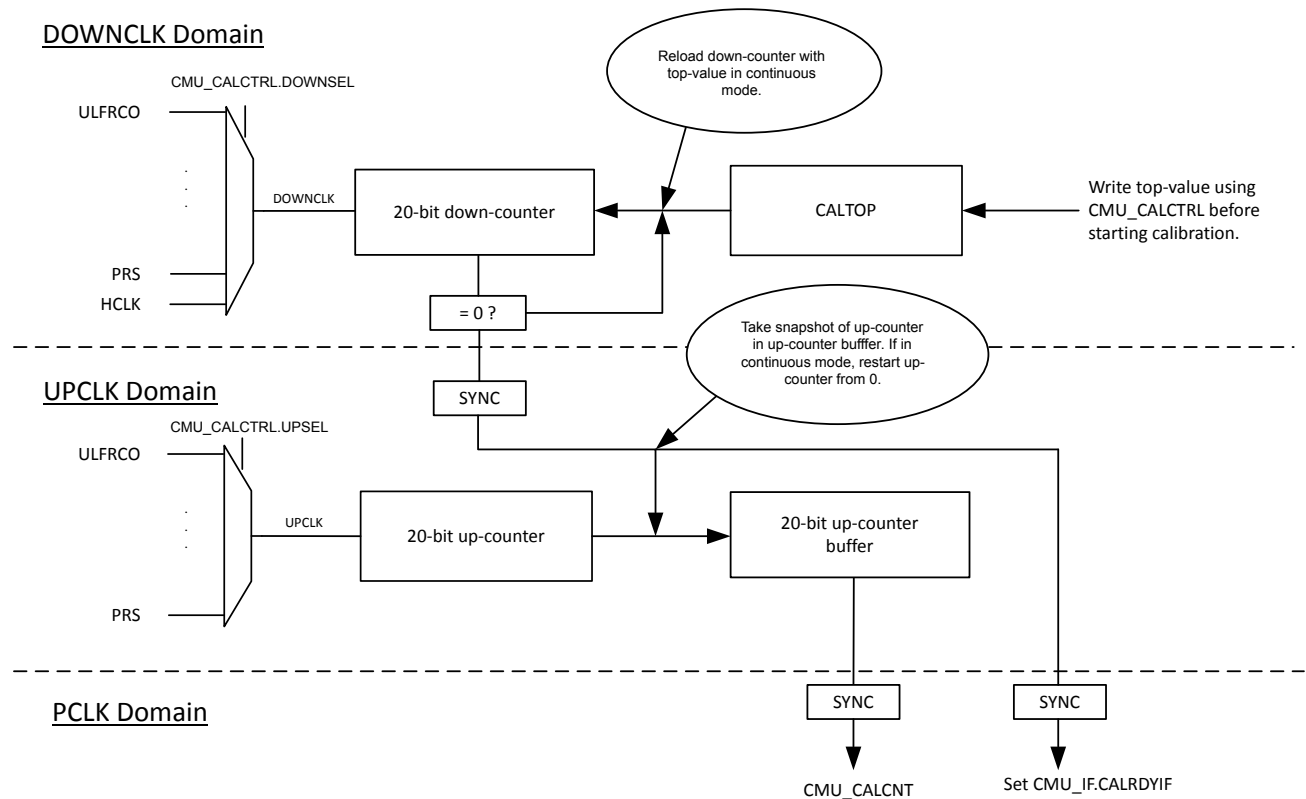 DOWNCLK Domain
CMU_CALCTRL.DOWNSEL
ULFRCO
.
.
.
PRS
HCLK
DOWNCLK
20-bit down-counter
= 0 ?
Reload down-counter with
top-value in continuous
mode.
CALTOP
Write top-value using
CMU_CALCTRL before
starting calibration.
UPCLK Domain
SYNC
Take snapshot of up-counter
in up-counter bufffer. If in
continuous mode, restart up-
counter from 0.
CMU_CALCTRL.UPSEL
ULFRCO
.
.
.
PRS
UPCLK
20-bit up-counter
20-bit up-counter
buffer
PCLK Domain
SYNC
SYNC
CMU_CALCNT
Set CMU_IF.CALRDYIF